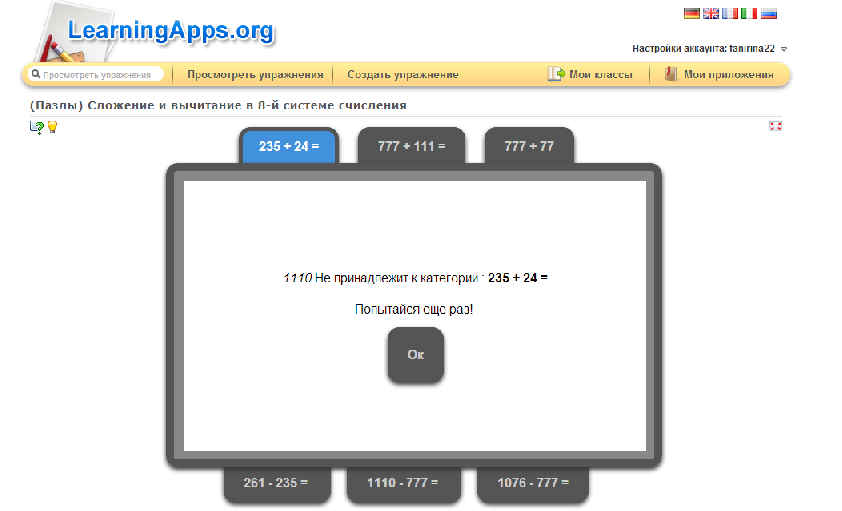 LearningApps.org
Настройки аккаунта: fanirina22
Просмотреть упражнения
Просмотреть упражнения
Создать упражнение
Мои классы
Мои приложения
(Пазлы) Сложение и вычитание в 8-й системе счисления
235 + 24 =
777 + 111 =
777 + 77
1110 Не принадлежит к категории : 235 + 24 =
Попытайся еще раз!
Ок
261 - 235 =
1110 - 777 =
1076 - 777 =